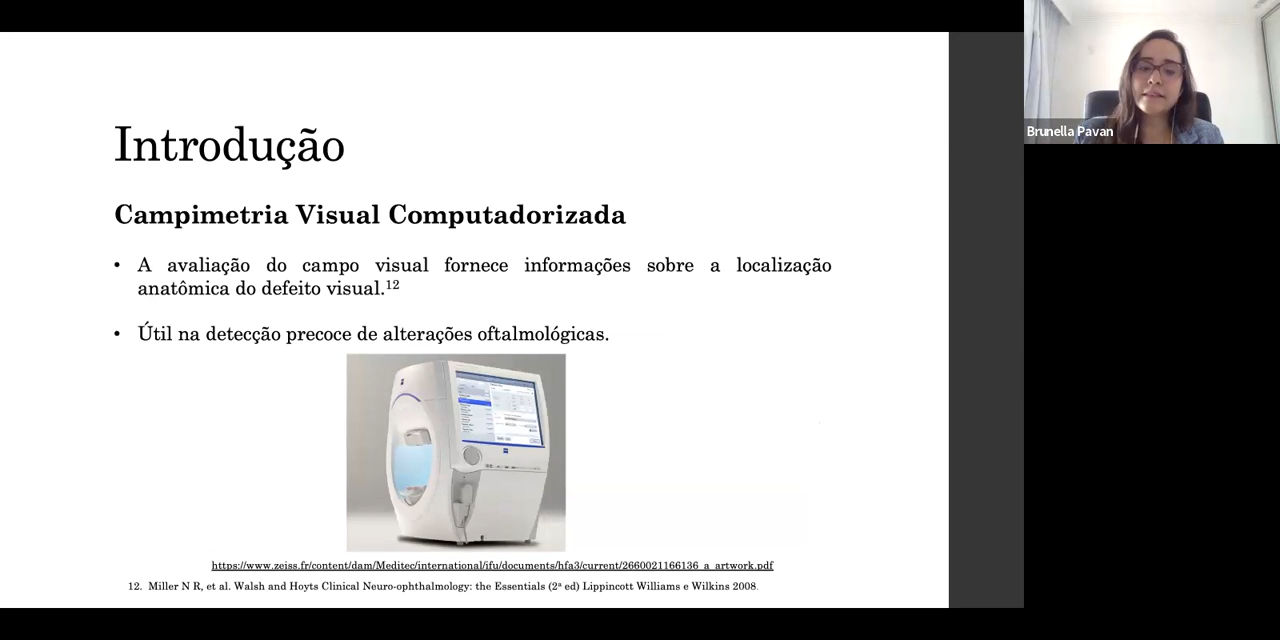 Introdução
Campimetria Visual Computadorizada
• A avaliação do campo visual fornece informações sobre a localização
anatômica do defeito visual.12
• Útil na detecção precoce de alterações oftalmológicas.
https://www.zeiss.fr/content/dam/Meditec/international/ifu/documents/hfa3/current/2660021166136_a_artwork.pdf
12. Miller N R, et al. Walsh and Hoyts Clinical Neuro-ophthalmology: the Essentials (2ª ed) Lippincott Williams e Wilkins 2008.
Brunella Pavan